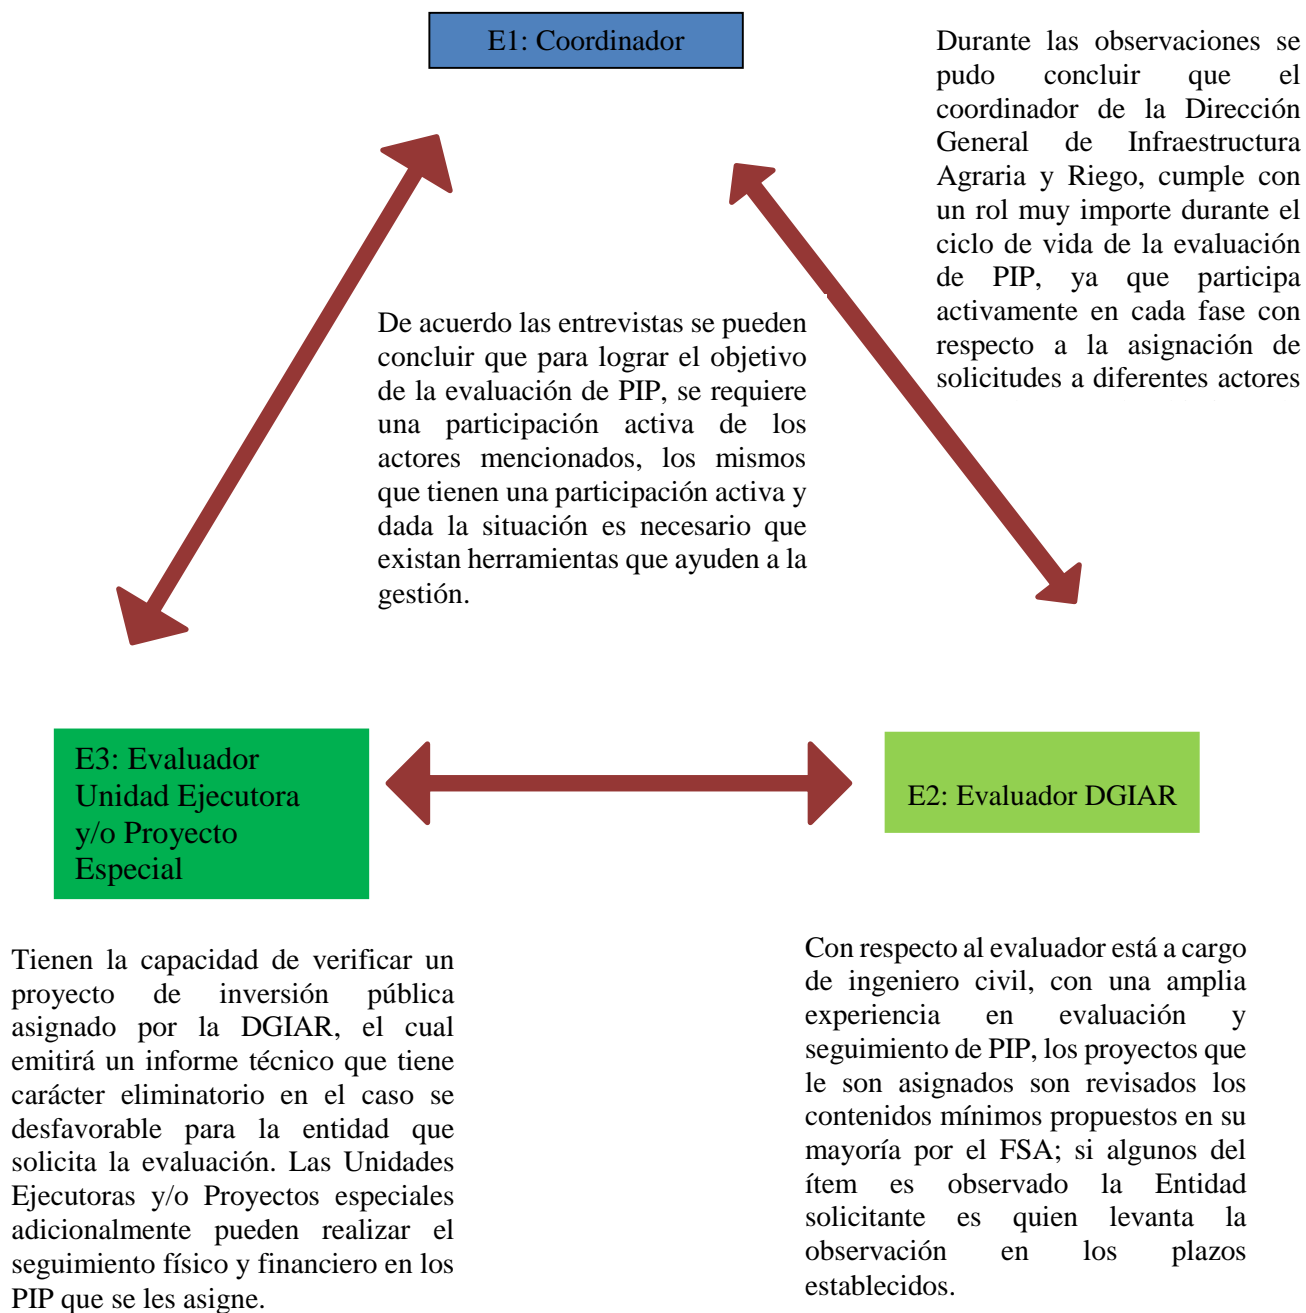 E1: Coordinador
Durante las observaciones se
pudo concluir que el
coordinador de la Dirección
General de Infraestructura
Agraria y Riego, cumple con
un rol muy importe durante el
ciclo de vida de la evaluación
de PIP, ya que participa
activamente en cada fase con
respecto a la asignación de
solicitudes a diferentes actores
De acuerdo las entrevistas se pueden
concluir que para lograr el objetivo
de la evaluación de PIP, se requiere
una participación activa de los
actores mencionados, los mismos
que tienen una participación activa y
dada la situación es necesario que
existan herramientas que ayuden a la
gestión.
E3: Evaluador
Unidad Ejecutora
y/o Proyecto
Especial
E2: Evaluador DGIAR
Tienen la capacidad de verificar un
proyecto de inversión pública
asignado por la DGIAR, el cual
emitirá un informe técnico que tiene
carácter eliminatorio en el caso se
desfavorable para la entidad que
solicita la evaluación. Las Unidades
Ejecutoras y/o Proyectos especiales
adicionalmente pueden realizar el
seguimiento físico y financiero en los
PIP que se les asigne.
Con respecto al evaluador está a cargo
de ingeniero civil, con una amplia
experiencia en evaluación y
seguimiento de PIP, los proyectos que
le son asignados son revisados los
contenidos mínimos propuestos en su
mayoría por el FSA; si algunos del
ítem es observado la Entidad
solicitante es quien levanta la
observación en los plazos
establecidos.